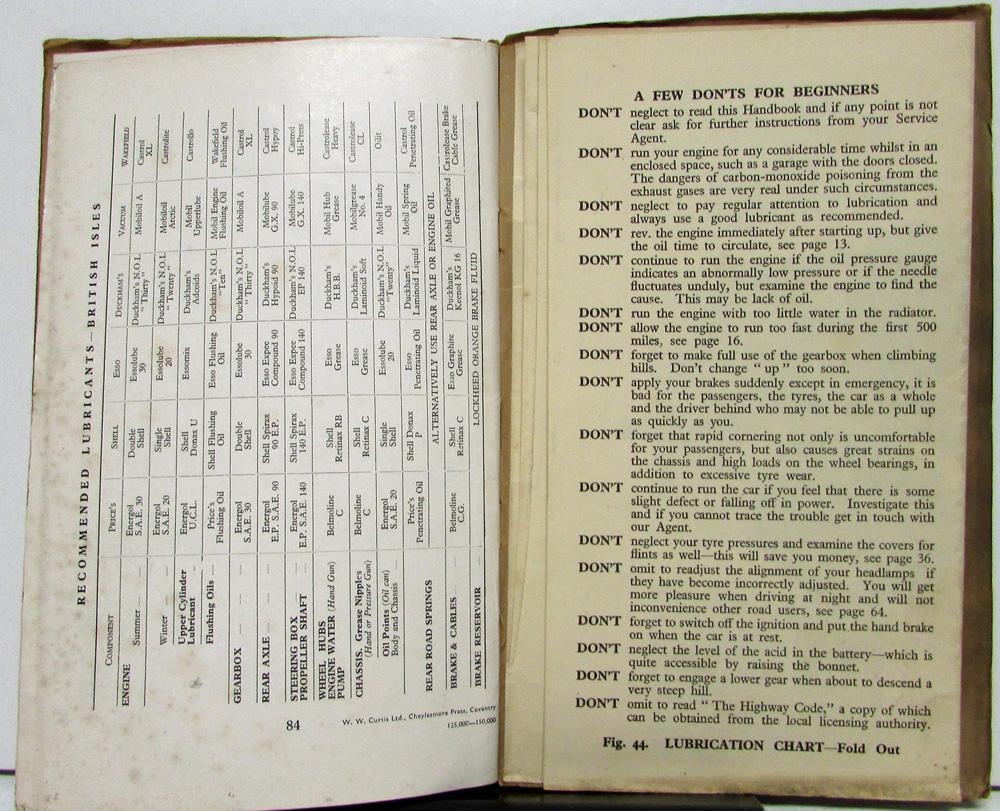 RECOMMENDED LUBRICANTS—BRITISH ISLES
COMPONENT PRICE'S SHELL ESSO DUCKHAM'S VACUUM WAKEFIELD
ENGINE
Summer Energol S.A.E. 30 Double Shell Essolube 30 Duckham's N.O.L "Thirty" Mobiloil A Castrol XL
Winter Energol S.A.E. 20 Single Shell Essolube 20 Duckham's N.O.L "Twenty" Mobiloil Arctic Castrolite
Upper Cylinder Lubricant Energol U.C.L. Shell Donax U Essomix Duckham's Adcoids Mobil Upperlube Castrollo
Flushing Oils Price's Flushing Oil Shell Flushing Oil Esso Flushing Oil Duckham's N.O.L "Ten" Mobil Engine Flushing Oil Wakefield Flushing Oil
GEARBOX Energol S.A.E. 30 Double Shell Essolube 30 Duckham's N.O.L "Thirty" Mobiloil A Castrol XL
REAR AXLE Energol E.P. S.A.E. 90 Shell Spirax 90 E.P. Esso Expee Compound 90 Duckham's Hypoid 90 Mobilube G.X. 90 Castrol Hypoy
STEERING BOX PROPELLER SHAFT Energol E.P. S.A.E. 140 Shell Spirax 140 E.P. Esso Expee Compound 140 Duckham's N.O.L EP 140 Mobilube G.X. 140 Castrol Hi-Press
WHEEL HUBS ENGINE WATER (Hand Gun) PUMP Belmoline C Shell Retinax RB Esso Grease Duckham's H.B.B. Mobil Hub Grease Castrolease Heavy
CHASSIS. Grease Nipples (Hand or Pressure Gun) Belmoline C Shell Retinax C Esso Grease Duckham's Laminoid Soft Mobilgrease No. 4 Castrolease CL
Oil Points (Oil can) Body and Chassis Energol S.A.E. 20 Single Shell Essolube 20 Duckham's N.O.L "Twenty" Mobil Handy Oil Oilit
REAR ROAD SPRINGS Price's Penetrating Oil Shell Donax P Esso Penetrating Oil Duckham's Laminoid Liquid Mobil Spring Oil Castrol Penetrating Oil
ALTERNATIVELY USE REAR AXLE OR ENGINE OIL
BRAKE & CABLES Belmoline C.G. Shell Retinax C Esso Graphite Grease Duckham's Keenol KG 16 Mobil Graphited Grease Castrolease Brake Cable Grease
BRAKE RESERVOIR LOCKHEED ORANGE BRAKE FLUID
84
W. W. Curtis Ltd., Cheylesmore Press, Coventry
125,000—150,000
A FEW DON'TS FOR BEGINNERS
DON'T neglect to read this Handbook and if any point is not
clear ask for further instructions from your Service
Agent.
DON'T run your engine for any considerable time whilst in an
enclosed space, such as a garage with the doors closed.
The dangers of carbon-monoxide poisoning from the
exhaust gases are very real under such circumstances.
DON'T neglect to pay regular attention to lubrication and
always use a good lubricant as recommended.
DON'T rev. the engine immediately after starting up, but give
the oil time to circulate, see page 13.
DON'T continue to run the engine if the oil pressure gauge
indicates an abnormally low pressure or if the needle
fluctuates unduly, but examine the engine to find the
cause. This may be lack of oil.
DON'T run the engine with too little water in the radiator.
DON'T allow the engine to run too fast during the first 500
miles, see page 16.
DON'T forget to make full use of the gearbox when climbing
hills. Don't change "up" too soon.
DON'T apply your brakes suddenly except in emergency, it is
bad for the passengers, the tyres, the car as a whole
and the driver behind who may not be able to pull up
as quickly as you.
DON'T forget that rapid cornering not only is uncomfortable
for your passengers, but also causes great strains on
the chassis and high loads on the wheel bearings, in
addition to excessive tyre wear.
DON'T continue to run the car if you feel that there is some
slight defect or falling off in power. Investigate this
and if you cannot trace the trouble get in touch with
our Agent.
DON'T neglect your tyre pressures and examine the covers for
flints as well—this will save you money, see page 36.
DON'T omit to readjust the alignment of your headlamps if
they have become incorrectly adjusted. You will get
more pleasure when driving at night and will not
inconvenience other road users, see page 64.
DON'T forget to switch off the ignition and put the hand brake
on when the car is at rest.
DON'T neglect the level of the acid in the battery—which is
quite accessible by raising the bonnet.
DON'T forget to engage a lower gear when about to descend a
very steep hill.
DON'T omit to read "The Highway Code," a copy of which
can be obtained from the local licensing authority.
Fig. 44. LUBRICATION CHART—Fold Out